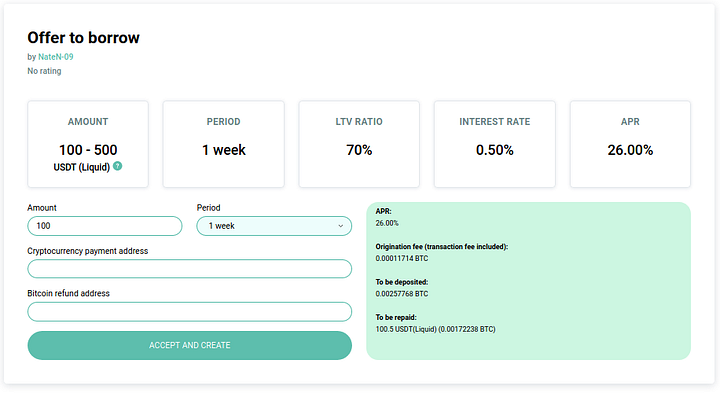 Offer to borrow
by NateN-09
No rating
AMOUNT
100 - 500
USDT (Liquid) ?
PERIOD
1 week
LTV RATIO
70%
INTEREST RATE
0.50%
APR
26.00%
Amount
100
Period
1 week
Cryptocurrency payment address
Bitcoin refund address
ACCEPT AND CREATE
APR:
26.00%
Origination fee (transaction fee included):
0.00011714 BTC
To be deposited:
0.00257768 BTC
To be repaid:
100.5 USDT(Liquid) (0.00172238 BTC)